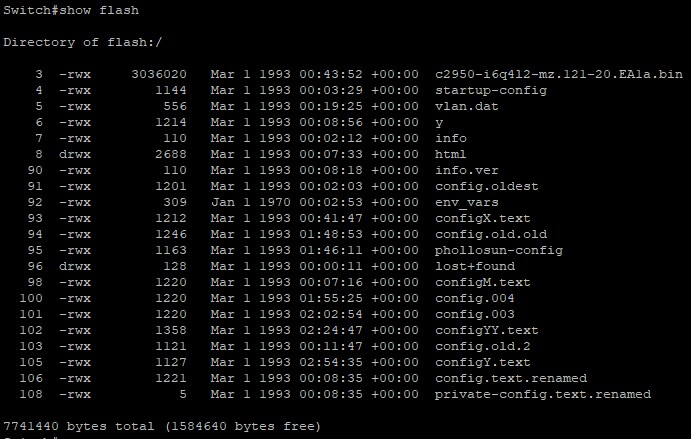 Switch#show flash
Directory of flash:/
3 -rwx 3036020 Mar 1 1993 00:43:52 +00:00 c2950-i6q4l2-mz.121-20.EA1a.bin
4 -rwx 1144 Mar 1 1993 00:03:29 +00:00 startup-config
5 -rwx 556 Mar 1 1993 00:19:25 +00:00 vlan.dat
6 -rwx 1214 Mar 1 1993 00:08:56 +00:00 y
7 -rwx 110 Mar 1 1993 00:02:12 +00:00 info
8 drwx 2688 Mar 1 1993 00:07:33 +00:00 html
90 -rwx 110 Mar 1 1993 00:08:18 +00:00 info.ver
91 -rwx 1201 Mar 1 1993 00:02:03 +00:00 config.oldest
92 -rwx 309 Jan 1 1970 00:02:53 +00:00 env_vars
93 -rwx 1212 Mar 1 1993 00:41:47 +00:00 configX.text
94 -rwx 1246 Mar 1 1993 01:48:53 +00:00 config.old.old
95 -rwx 1163 Mar 1 1993 01:46:11 +00:00 phollosun-config
96 drwx 128 Mar 1 1993 00:00:11 +00:00 lost+found
98 -rwx 1220 Mar 1 1993 00:07:16 +00:00 configM.text
100 -rwx 1220 Mar 1 1993 01:55:25 +00:00 config.004
101 -rwx 1220 Mar 1 1993 02:02:54 +00:00 config.003
102 -rwx 1358 Mar 1 1993 02:24:47 +00:00 configYY.text
103 -rwx 1121 Mar 1 1993 00:11:47 +00:00 config.old.2
105 -rwx 1127 Mar 1 1993 02:54:35 +00:00 configY.text
106 -rwx 1221 Mar 1 1993 00:08:35 +00:00 config.text.renamed
108 -rwx 5 Mar 1 1993 00:08:35 +00:00 private-config.text.renamed
7741440 bytes total (1584640 bytes free)